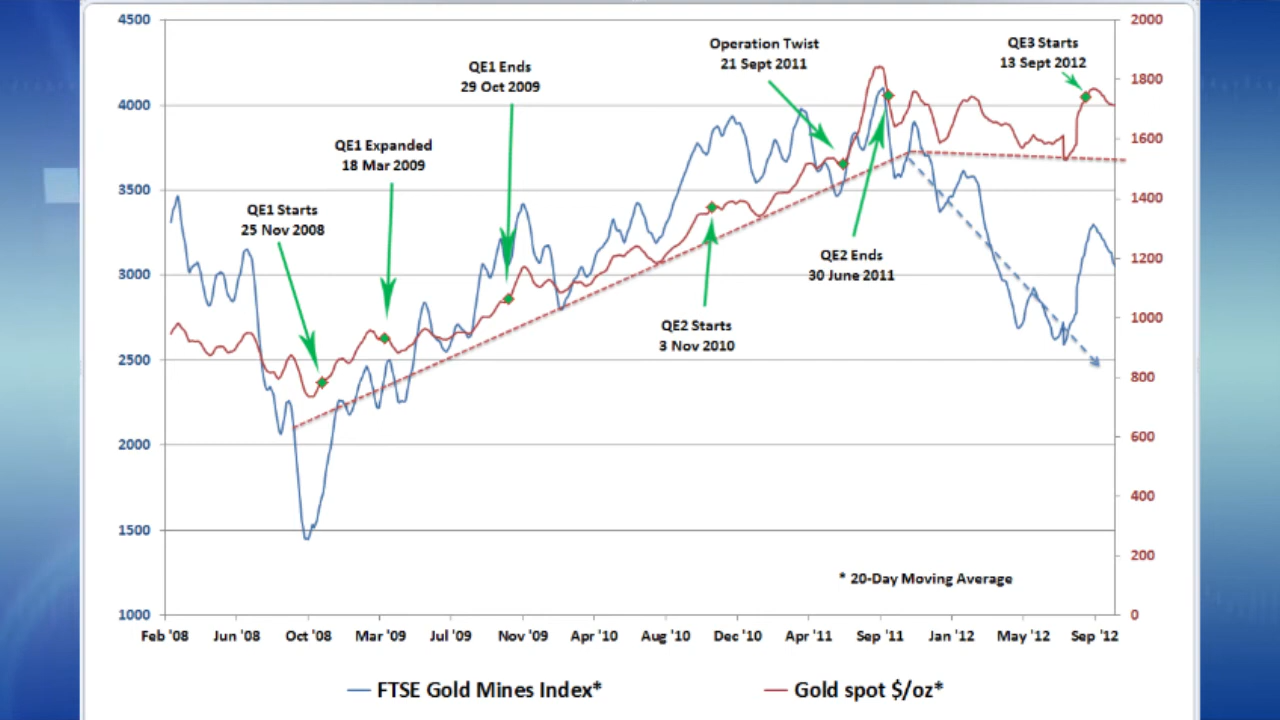 4500
4000
3500
3000
2500
2000
1500
1000
2000
1800
1600
1400
1200
1000
800
600
400
200
0
QE1 Starts
25 Nov 2008
QE1 Expanded
18 Mar 2009
QE1 Ends
29 Oct 2009
QE2 Starts
3 Nov 2010
Operation Twist
21 Sept 2011
QE2 Ends
30 June 2011
QE3 Starts
13 Sept 2012
* 20-Day Moving Average
Feb '08 Jun '08 Oct '08 Mar '09 Jul '09 Nov '09 Apr '10 Aug '10 Dec '10 Apr '11 Sep '11 Jan '12 May '12 Sep '12
FTSE Gold Mines Index* Gold spot $/oz*